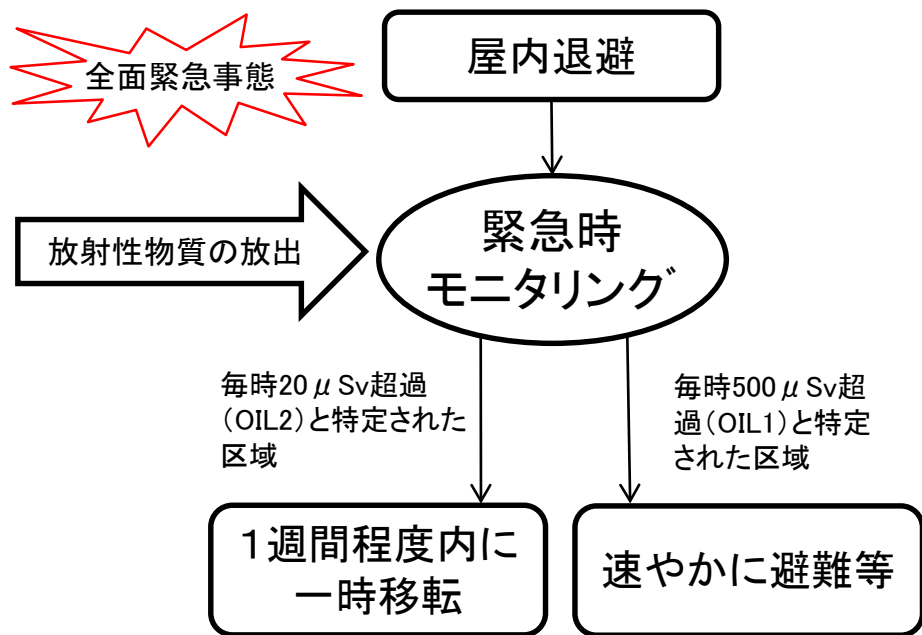 全面緊急事態
屋内退避
放射性物質の放出
緊急時
モニタリング
毎時20μSv超過
(OIL2)と特定された
区域
毎時500μSv超
過(OIL1)と特定
された区域
1週間程度内に
一時移転
速やかに避難等